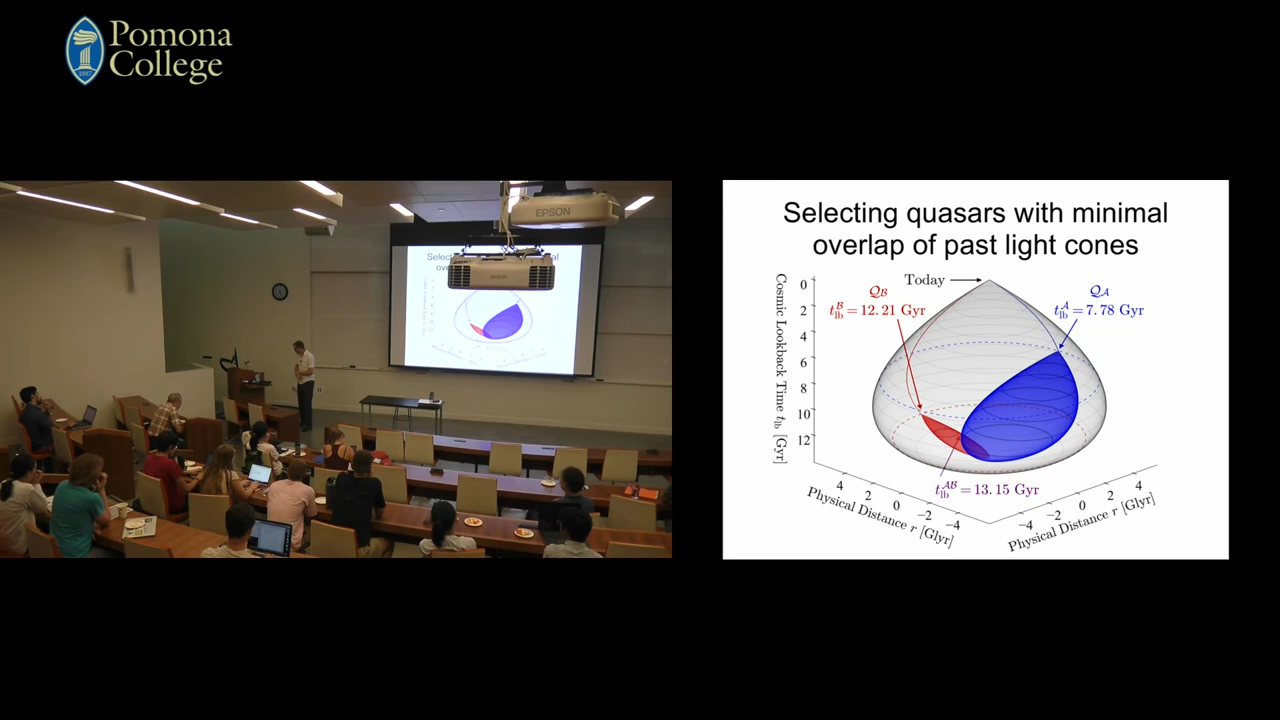 Pomona
College
1887
EPSON
EPSON
Selecting quasars with minimal
overlap of past light cones
Today
Q_B
t_lb^B = 12.21 Gyr
Q_A
t_lb^A = 7.78 Gyr
Cosmic Lookback Time t_lb [Gyr]
0
2
4
6
8
10
12
t_lb^AB = 13.15 Gyr
4
2
0
−2
−4
Physical Distance r [Glyr]
−4
−2
0
2
4
Physical Distance r [Glyr]